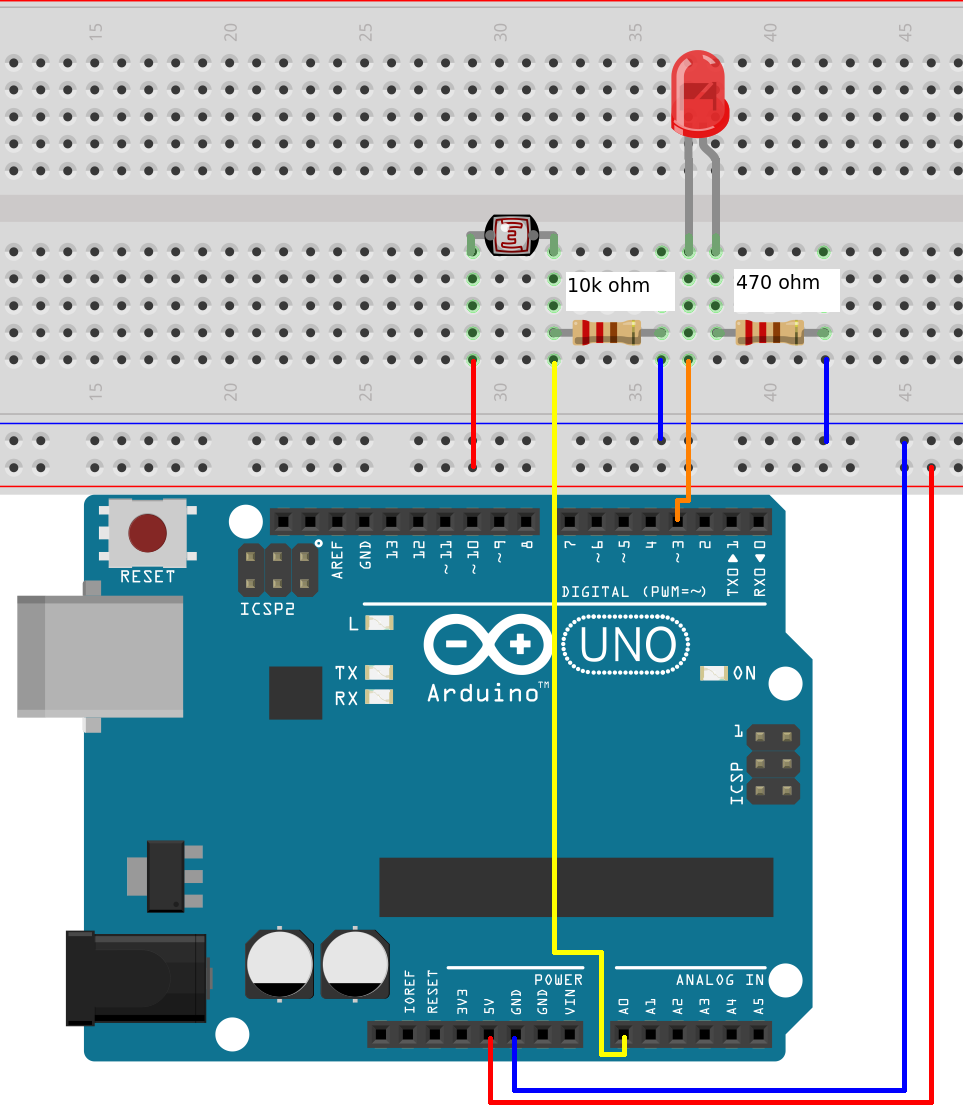 15 20 25 30 35 40 45
10k ohm
470 ohm
15 20 25 30 35 40 45
RESET
ICSP2
AREF
GND
13
12
~11
~10
~9
8
7
~6
~5
4
~3
2
TX0▶1
RX0◀0
DIGITAL (PWM=~)
L
TX
RX
Arduino™
UNO
ON
1
ICSP
POWER
ANALOG IN
IOREF
RESET
3V3
5V
GND
GND
VIN
A0
A1
A2
A3
A4
A5